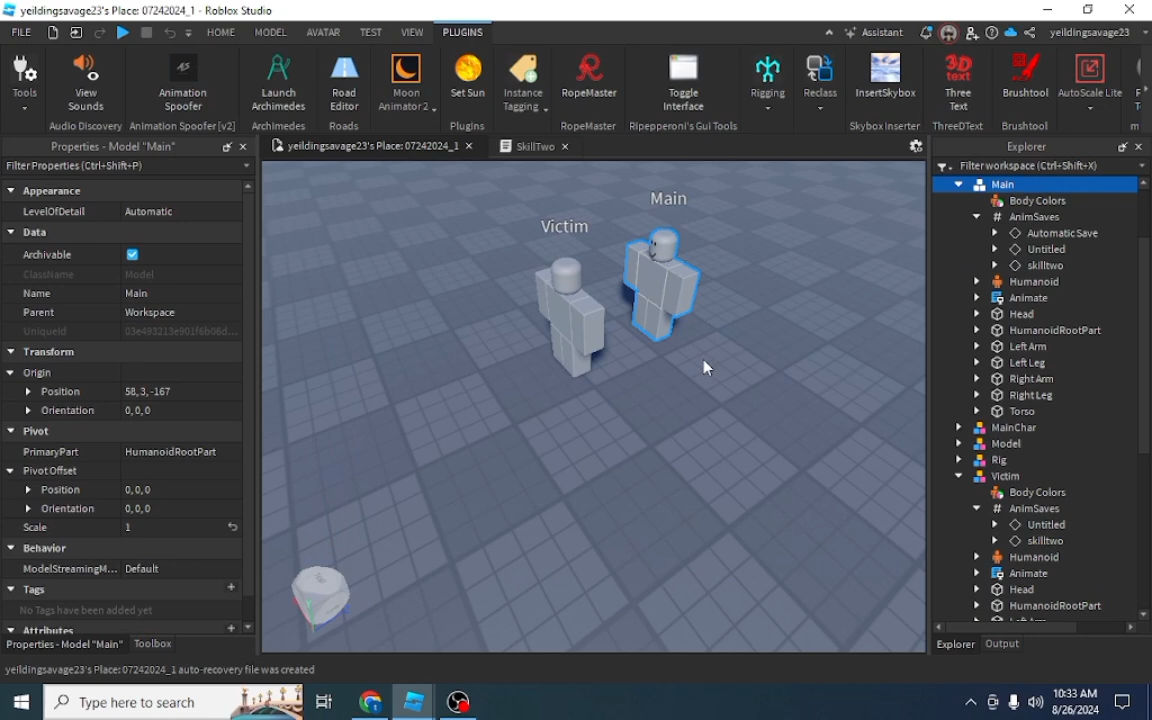 yeildingsavage23's Place: 07242024_1 - Roblox Studio
FILE HOME MODEL AVATAR TEST VIEW PLUGINS Assistant yeildingsavage23
Tools View Sounds Animation Spoofer Launch Archimedes Road Editor Moon Animator 2 Set Sun Instance Tagging RopeMaster Toggle Interface Rigging Reclass InsertSkybox Three Text Brushtool AutoScale Lite
Audio Discovery Animation Spoofer [v2] Archimedes Roads Plugins RopeMaster Ripepperoni's Gui Tools Skybox Inserter ThreeDText Brushtool
Properties - Model "Main"
Filter Properties (Ctrl+Shift+P)
Appearance
LevelOfDetail Automatic
Data
Archivable
ClassName Model
Name Main
Parent Workspace
UniqueId 03e493213e901f6b06d...
Transform
Origin
Position 58, 3, -167
Orientation 0, 0, 0
Pivot
PrimaryPart HumanoidRootPart
Pivot Offset
Position 0, 0, 0
Orientation 0, 0, 0
Scale 1
Behavior
ModelStreamingM... Default
Tags
No Tags have been added yet
Attributes
Properties - Model "Main" Toolbox
yeildingsavage23's Place: 07242024_1 SkillTwo
Main
Victim
Explorer
Filter workspace (Ctrl+Shift+X)
Main
Body Colors
AnimSaves
Automatic Save
Untitled
skilltwo
Humanoid
Animate
Head
HumanoidRootPart
Left Arm
Left Leg
Right Arm
Right Leg
Torso
MainChar
Model
Rig
Victim
Body Colors
AnimSaves
Untitled
skilltwo
Humanoid
Animate
Head
HumanoidRootPart
Explorer Output
yeildingsavage23's Place: 07242024_1 auto-recovery file was created
Type here to search
10:33 AM
8/26/2024